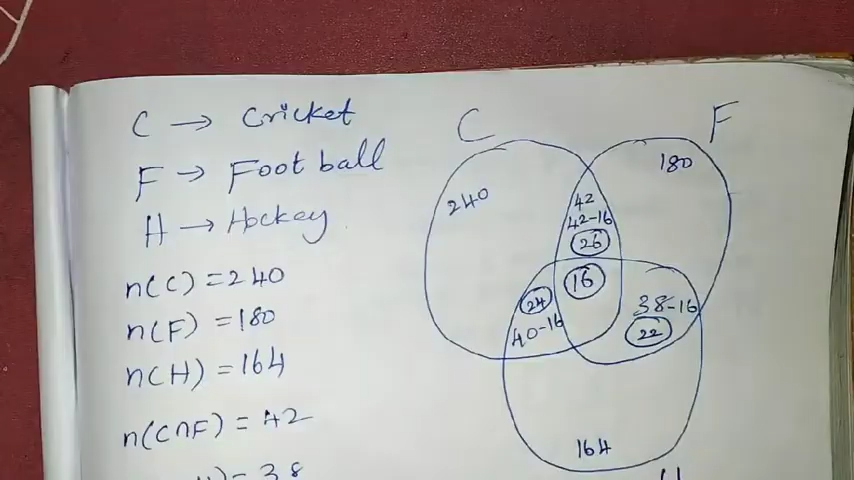 C → Cricket
F → Foot ball
H → Hockey
n(C) = 240
n(F) = 180
n(H) = 164
n(C∩F) = 42
= 38
C
F
240
180
42
42-16
26
16
24
40-16
38-16
22
164